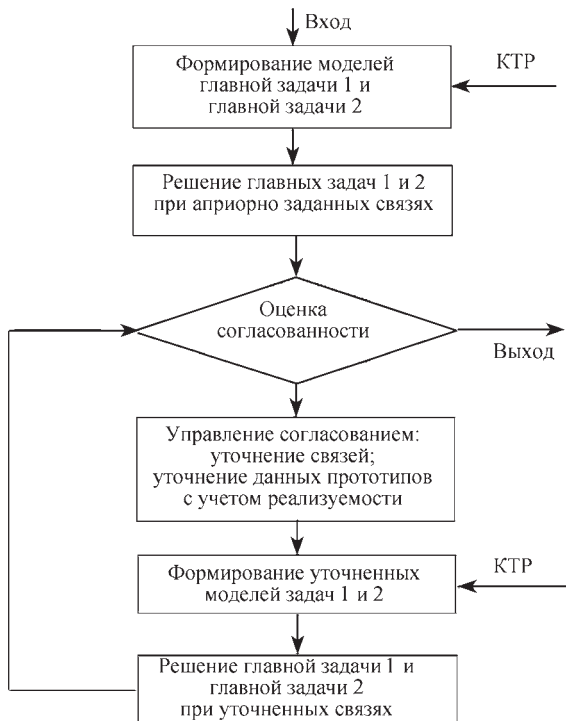 Вход
Формирование моделей
главной задачи 1 и
главной задачи 2
КТР
Решение главных задач 1 и 2
при априорно заданных связях
Оценка
согласованности
Выход
Управление согласованием:
уточнение связей;
уточнение данных прототипов
с учетом реализуемости
Формирование уточненных
моделей задач 1 и 2
КТР
Решение главной задачи 1 и
главной задачи 2
при уточненных связях